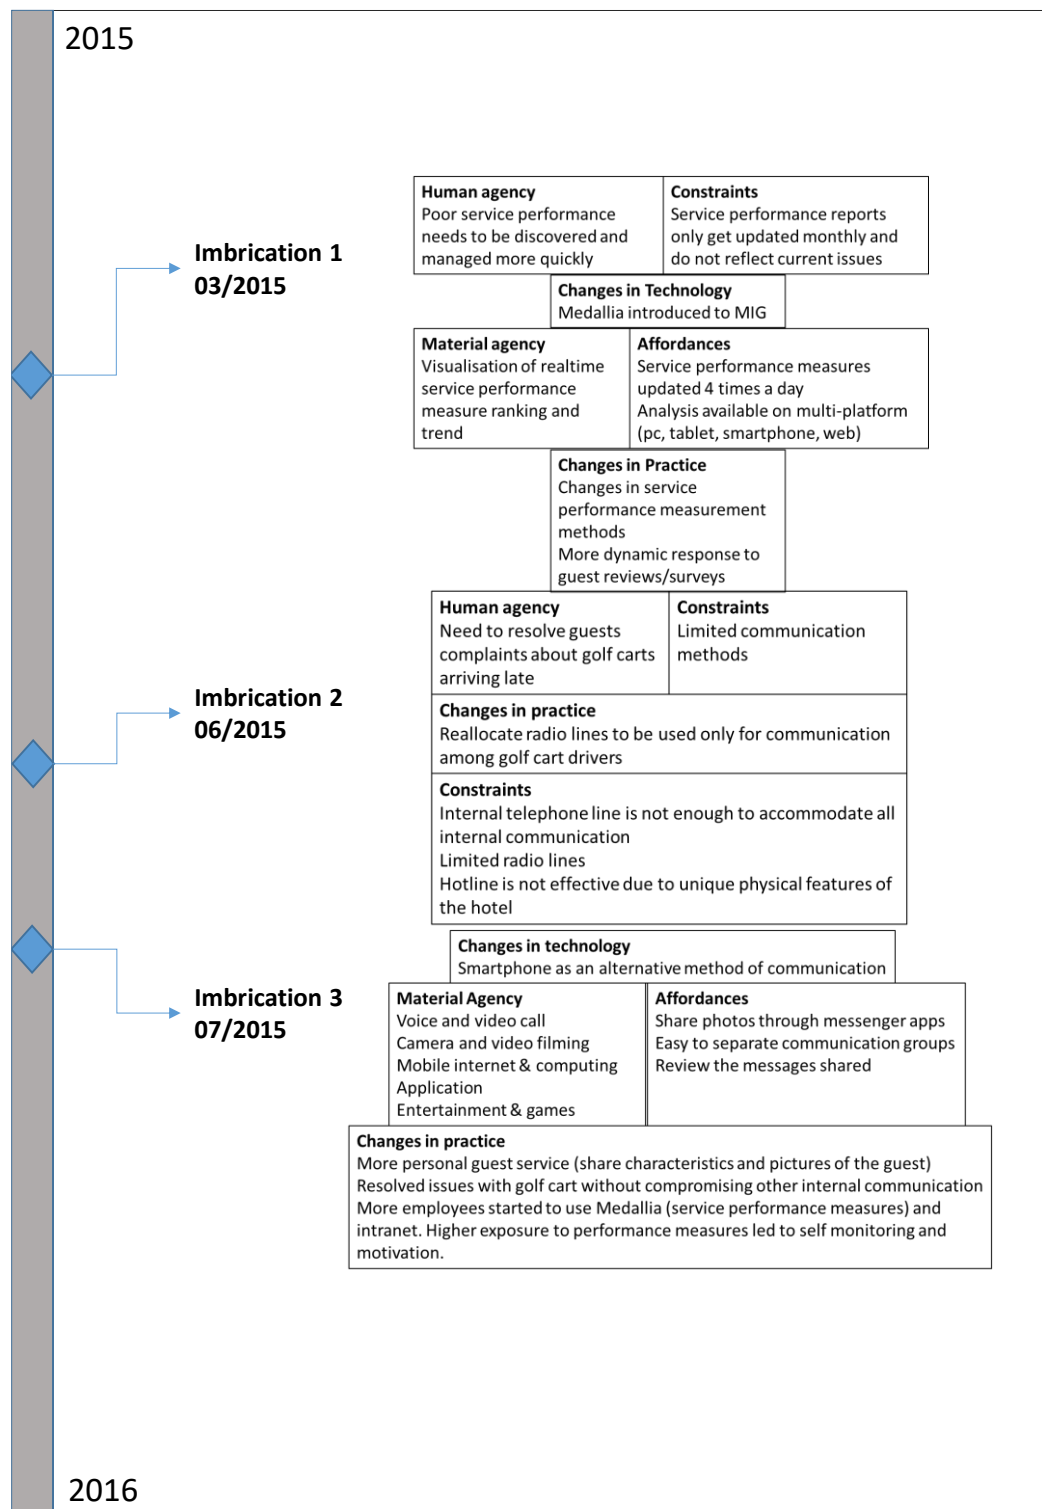 2015
Human agency
Poor service performance
needs to be discovered and
managed more quickly
Constraints
Service performance reports
only get updated monthly and
do not reflect current issues
Imbrication 1
03/2015
Changes in Technology
Medallia introduced to MIG
Material agency
Visualisation of realtime
service performance
measure ranking and
trend
Affordances
Service performance measures
updated 4 times a day
Analysis available on multi-platform
(pc, tablet, smartphone, web)
Changes in Practice
Changes in service
performance measurement
methods
More dynamic response to
guest reviews/surveys
Human agency
Need to resolve guests
complaints about golf carts
arriving late
Constraints
Limited communication
methods
Imbrication 2
06/2015
Changes in practice
Reallocate radio lines to be used only for communication
among golf cart drivers
Constraints
Internal telephone line is not enough to accommodate all
internal communication
Limited radio lines
Hotline is not effective due to unique physical features of
the hotel
Changes in technology
Smartphone as an alternative method of communication
Imbrication 3
07/2015
Material Agency
Voice and video call
Camera and video filming
Mobile internet & computing
Application
Entertainment & games
Affordances
Share photos through messenger apps
Easy to separate communication groups
Review the messages shared
Changes in practice
More personal guest service (share characteristics and pictures of the guest)
Resolved issues with golf cart without compromising other internal communication
More employees started to use Medallia (service performance measures) and
intranet. Higher exposure to performance measures led to self monitoring and
motivation.
2016